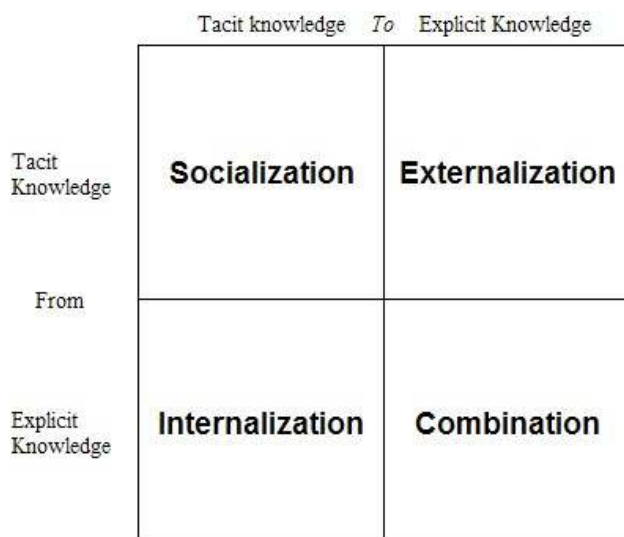 Tacit knowledge To Explicit Knowledge
Tacit
Knowledge
Socialization
Externalization
From
Explicit
Knowledge
Internalization
Combination